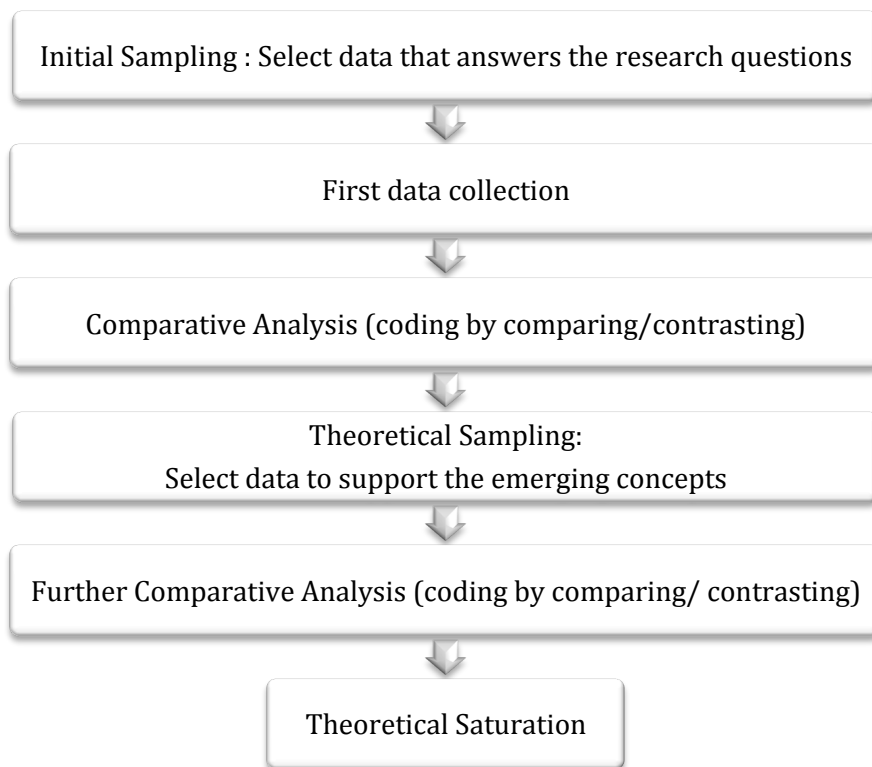 Initial Sampling : Select data that answers the research questions
First data collection
Comparative Analysis (coding by comparing/contrasting)
Theoretical Sampling:
Select data to support the emerging concepts
Further Comparative Analysis (coding by comparing/ contrasting)
Theoretical Saturation